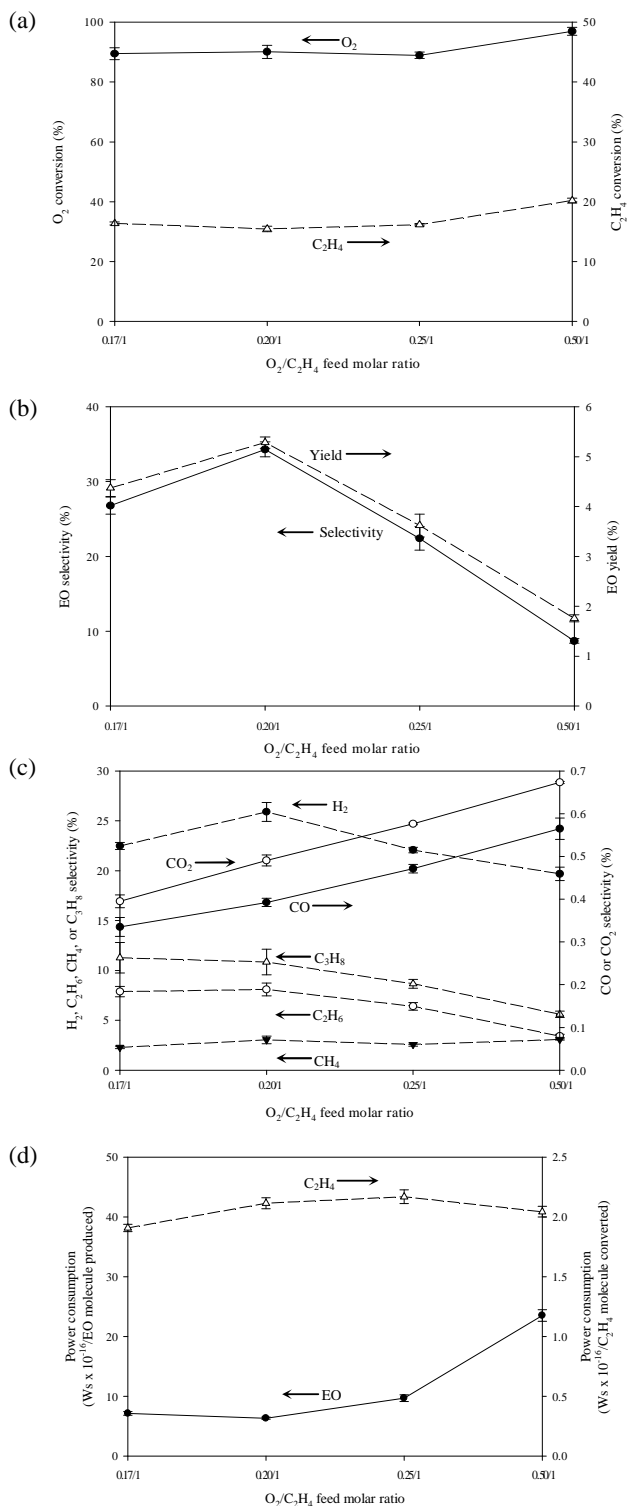 (a)
100
80
60
40
20
0
O2 conversion (%)
O2
C2H4
50
40
30
20
10
0
C2H4 conversion (%)
0.17/1 0.20/1 0.25/1 0.50/1
O2/C2H4 feed molar ratio
(b)
40
30
20
10
0
EO selectivity (%)
Yield
Selectivity
6
5
4
3
2
1
0
EO yield (%)
0.17/1 0.20/1 0.25/1 0.50/1
O2/C2H4 feed molar ratio
(c)
30
25
20
15
10
5
0
H2, C2H6, CH4, or C3H8 selectivity (%)
H2
CO2
CO
C3H8
C2H6
CH4
0.7
0.6
0.5
0.4
0.3
0.2
0.1
0.0
CO or CO2 selectivity (%)
0.17/1 0.20/1 0.25/1 0.50/1
O2/C2H4 feed molar ratio
(d)
50
40
30
20
10
0
Power consumption
(Ws x 10-16/EO molecule produced)
C2H4
EO
2.5
2.0
1.5
1.0
0.5
0.0
Power consumption
(Ws x 10-16/C2H4 molecule converted)
0.17/1 0.20/1 0.25/1 0.50/1
O2/C2H4 feed molar ratio